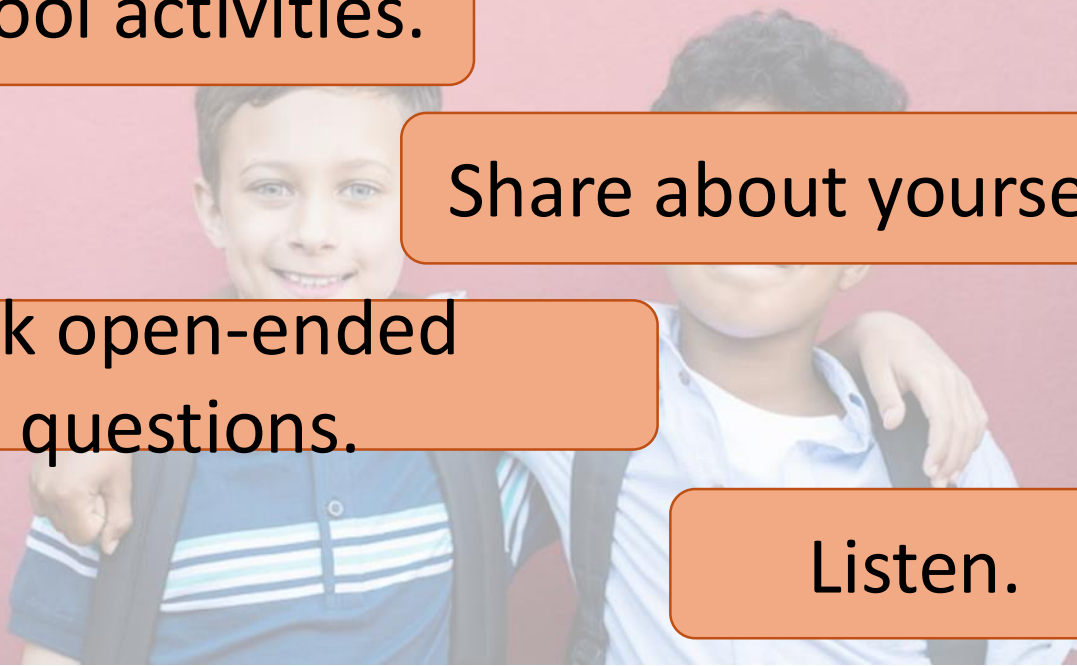 ool activities.
Share about yourse
k open-ended
questions.
Listen.